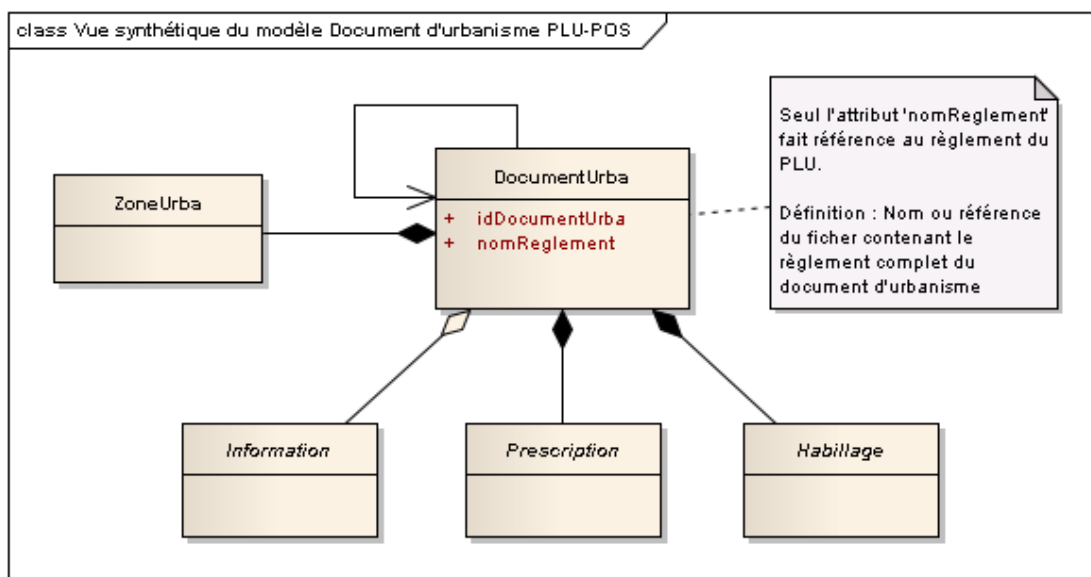 class Vue synthétique du modèle Document d'urbanisme PLU-POS
Seul l'attribut 'nomReglement'
fait référence au règlement du
PLU.
Définition : Nom ou référence
du ficher contenant le
règlement complet du
document d'urbanisme
DocumentUrba
+ idDocumentUrba
+ nomReglement
ZoneUrba
Information
Prescription
Habillage